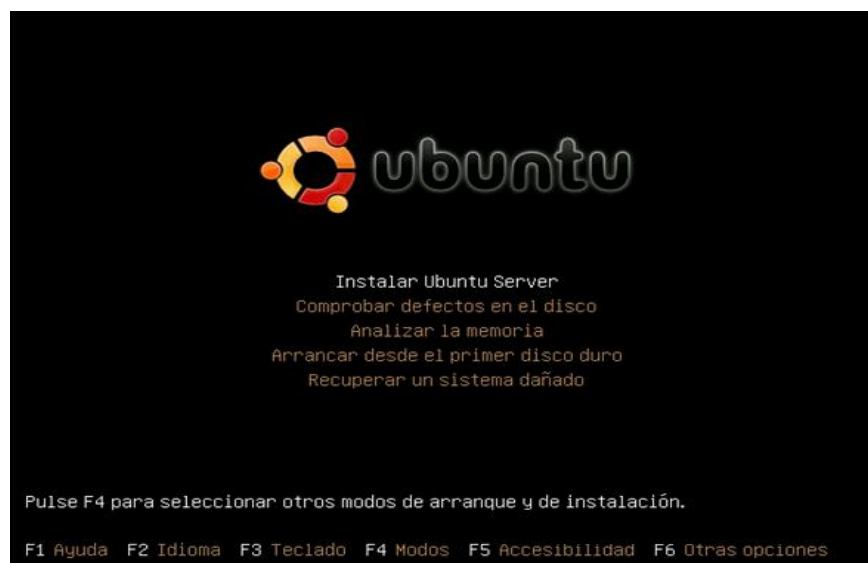 ubuntu
Instalar Ubuntu Server
Comprobar defectos en el disco
Analizar la memoria
Arrancar desde el primer disco duro
Recuperar un sistema dañado
Pulse F4 para seleccionar otros modos de arranque y de instalación.
F1 Ayuda F2 Idioma F3 Teclado F4 Modos F5 Accesibilidad F6 Otras opciones